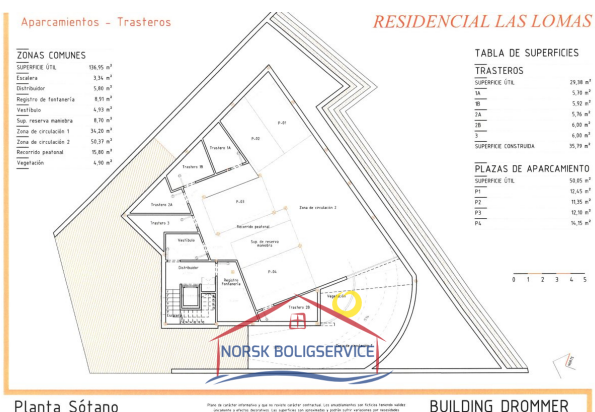 Aparcamientos - Trasteros
RESIDENCIAL LAS LOMAS
ZONAS COMUNES
SUPERFICIE ÚTIL 136,95 m²
Escalera 3,34 m²
Distribuidor 5,80 m²
Registro de fontanería 8,91 m²
Vestíbulo 4,93 m²
Sup. reserva maniobra 8,70 m²
Zona de circulación 1 34,20 m²
Zona de circulación 2 50,37 m²
Recorrido peatonal 15,80 m²
Vegetación 4,90 m²
TABLA DE SUPERFICIES
TRASTEROS
SUPERFICIE ÚTIL 29,38 m²
1A 5,70 m²
1B 5,92 m²
2A 5,76 m²
2B 6,00 m²
3 6,00 m²
SUPERFICIE CONSTRUIDA 35,79 m²
PLAZAS DE APARCAMIENTO
SUPERFICIE ÚTIL 50,05 m²
P1 12,45 m²
P2 11,35 m²
P3 12,10 m²
P4 14,15 m²
0 1 2 3 4 5
P-01
P-02
Trastero 1A
Trastero 1B
Trastero 2A
P-03
Zona de circulación 2
Trastero 3
Recorrido peatonal
Vestíbulo
Sup. de reserva
maniobra
Distribuidor
P-04
Registro
fontanería
Vegetación
Escalera
Trastero 2B
NORSK BOLIGSERVICE
Planta Sótano
BUILDING DROMMER